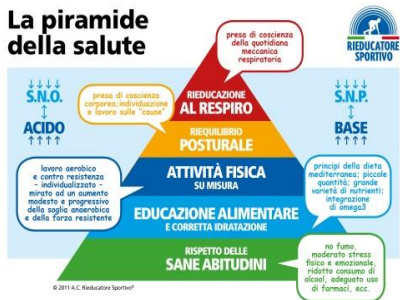 La piramide
della salute
presa di coscienza
della quotidiana
meccanica
respiratoria
RIEDUCATORE
SPORTIVO
↓↓↓↓
S.N.O.
↕
ACIDO
↑↑↑↑
presa di coscienza
corporea; individuazione
e lavoro sulle "cause"
RIEDUCAZIONE
AL RESPIRO
↓↓↓↓
S.N.P.
↕
BASE
↑↑↑↑
RIEQUILIBRIO
POSTURALE
lavoro aerobico
e contro resistenza
- individualizzato -
mirato ad un aumento
modesto e progressivo
della soglia anaerobica
e della forza resistente
ATTIVITÀ FISICA
SU MISURA
principi della dieta
mediterranea; piccole
quantità; grande
varietà di nutrienti;
integrazione
di omega3
EDUCAZIONE ALIMENTARE
E CORRETTA IDRATAZIONE
RISPETTO DELLE
SANE ABITUDINI
no fumo,
moderato stress
fisico e emozionale,
ridotto consumo di
alcool, adeguato uso
di farmaci, ecc.
© 2011 A.C. Rieducatore Sportivo®